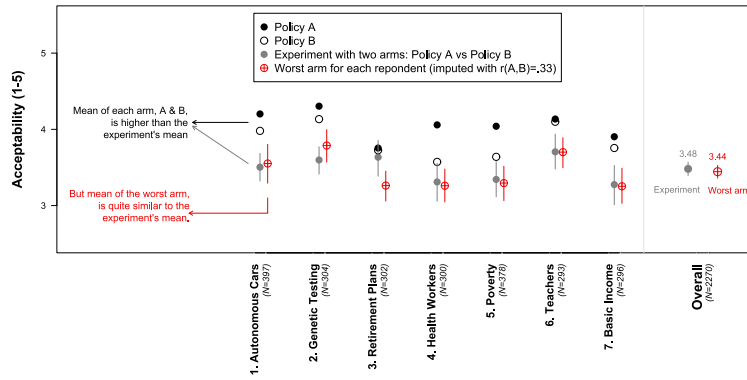 Policy A
Policy B
Experiment with two arms: Policy A vs Policy B
Worst arm for each repondent (imputed with r(A,B)=.33)
Acceptability (1-5)
5
4
3
Mean of each arm, A & B,
is higher than the
experiment's mean
But mean of the worst arm,
is quite similar to the
experiment's mean.
3.48
3.44
Experiment
Worst arm
1. Autonomous Cars
(N=397)
2. Genetic Testing
(N=304)
3. Retirement Plans
(N=302)
4. Health Workers
(N=300)
5. Poverty
(N=378)
6. Teachers
(N=293)
7. Basic Income
(N=296)
Overall
(N=2270)